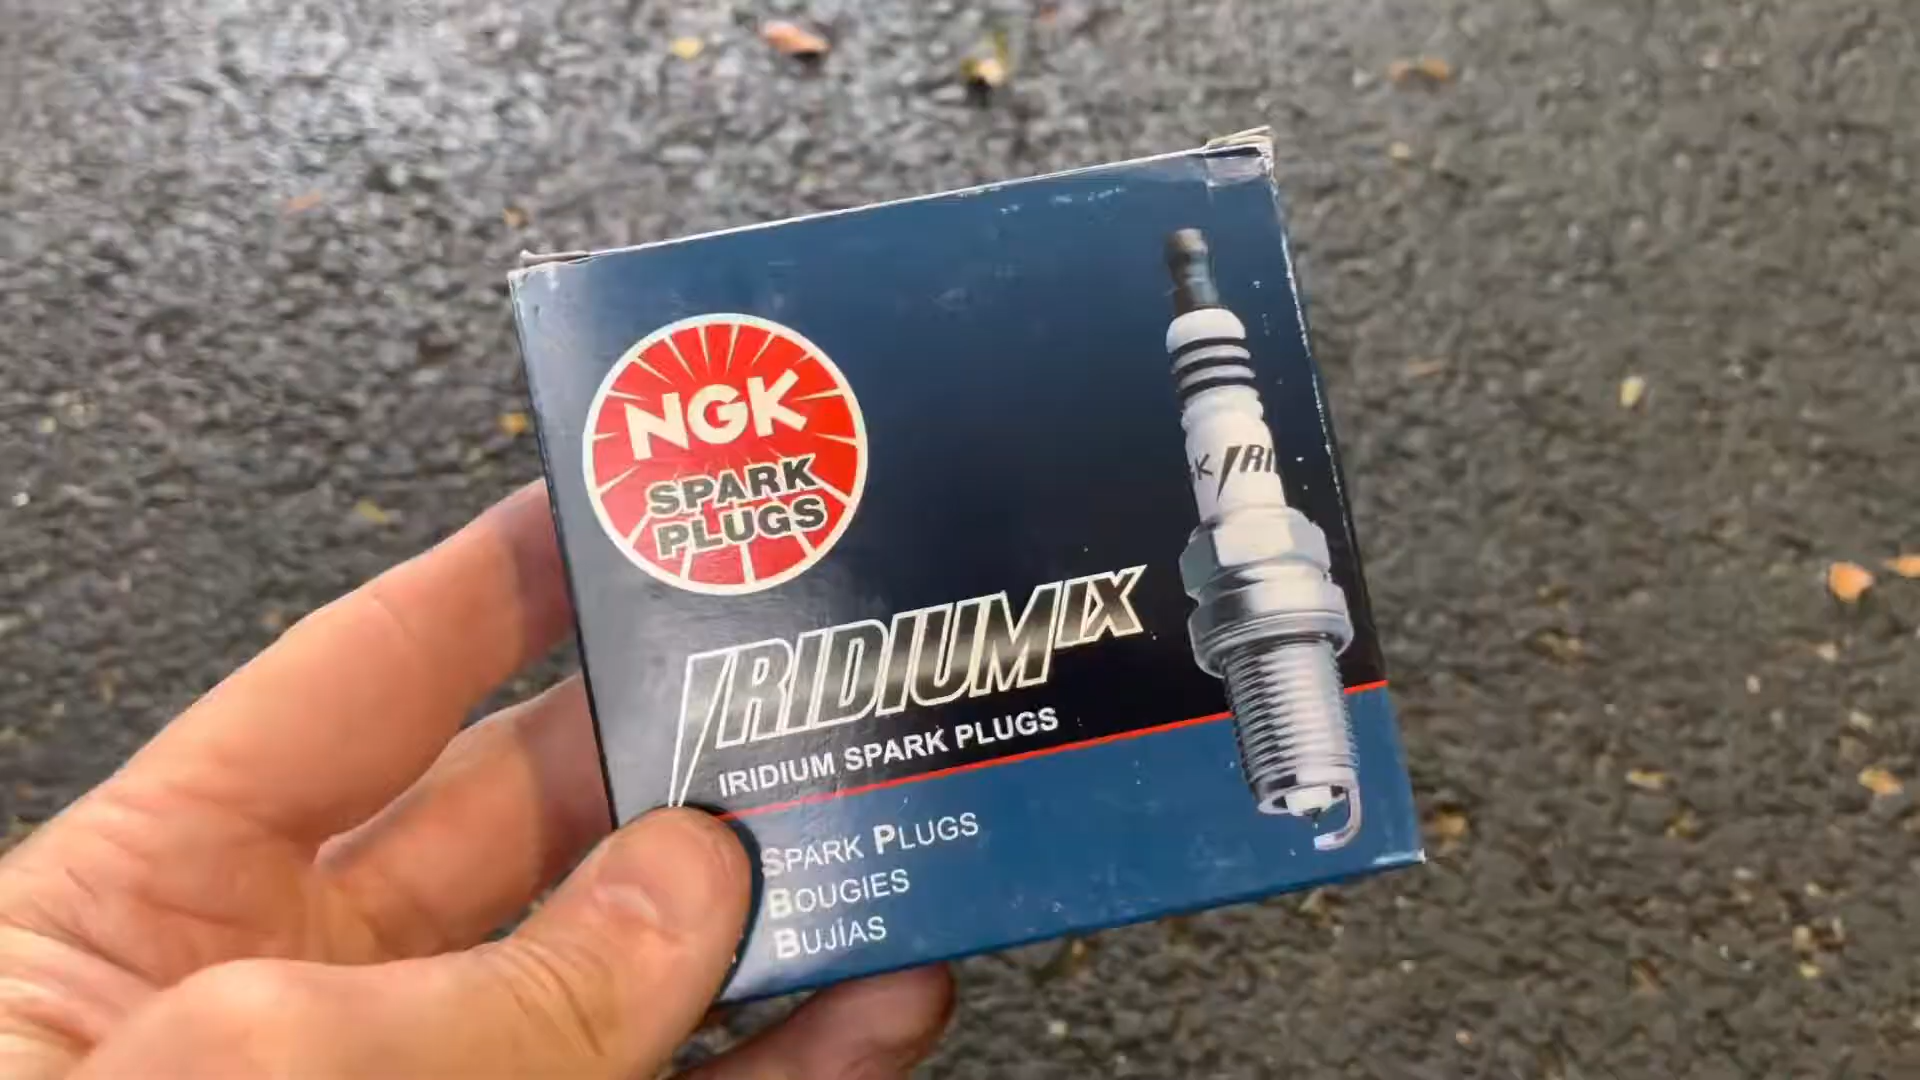 NGK
SPARK
PLUGS
IRIDIUM IX
IRIDIUM SPARK PLUGS
SPARK PLUGS
BOUGIES
BUJÍAS